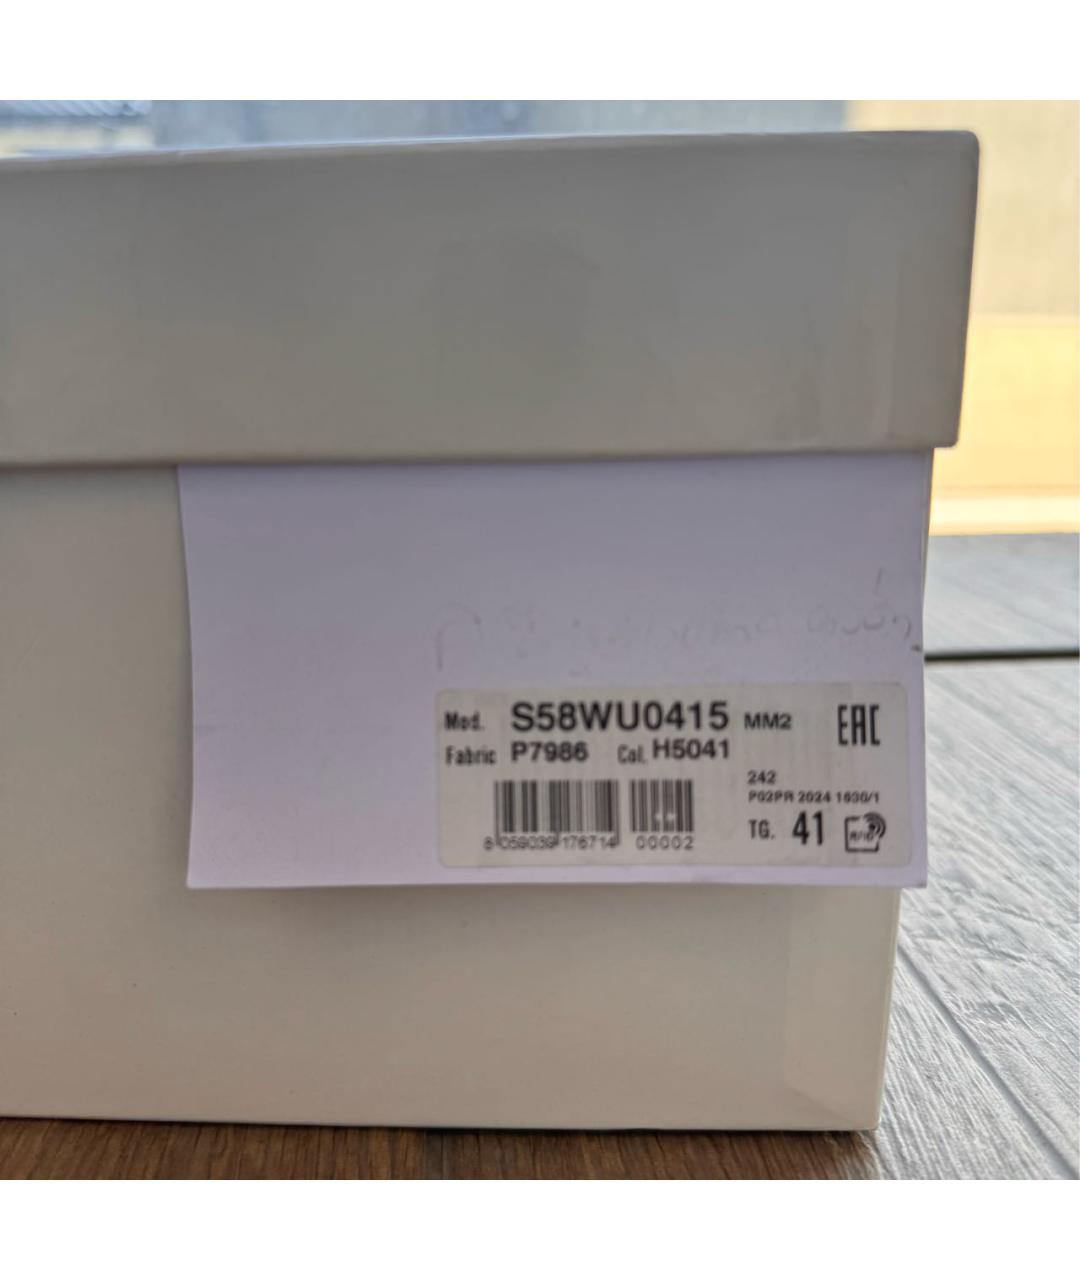 Mod. S58WU0415 MM2
EAC
Fabric P7986 Col. H5041
242
P02PR 2024 1630/1
8 059039 176714 00002
TG. 41
RFID